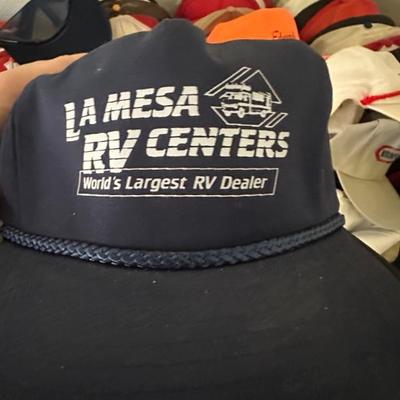 LA MESA
RV CENTERS
World's Largest RV Dealer